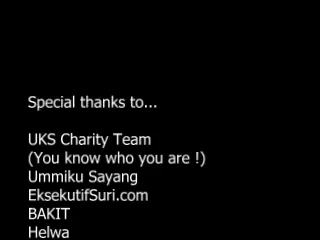 Special thanks to...
UKS Charity Team
(You know who you are !)
Ummiku Sayang
EksekutifSuri.com
BAKIT
Helwa